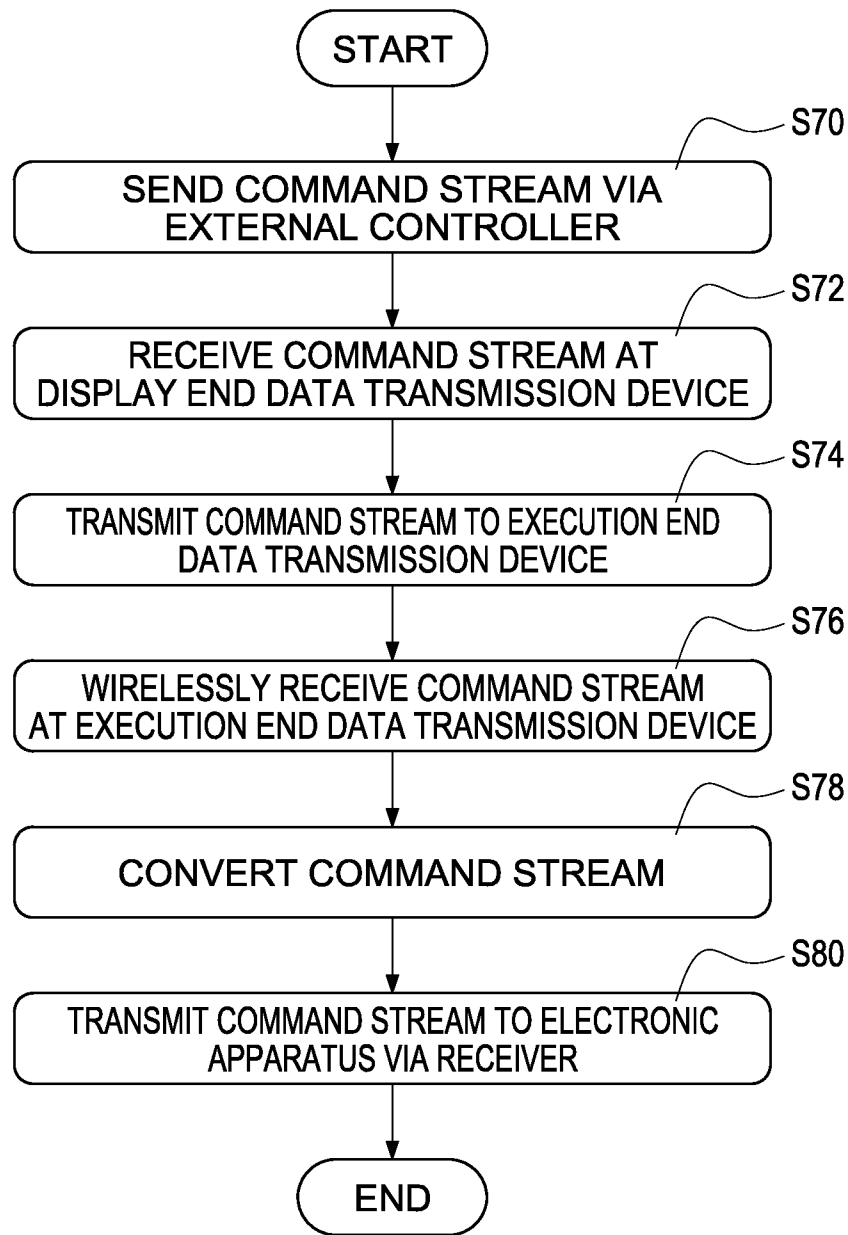 START
S70
SEND COMMAND STREAM VIA
EXTERNAL CONTROLLER
S72
RECEIVE COMMAND STREAM AT
DISPLAY END DATA TRANSMISSION DEVICE
S74
TRANSMIT COMMAND STREAM TO EXECUTION END
DATA TRANSMISSION DEVICE
S76
WIRELESSLY RECEIVE COMMAND STREAM
AT EXECUTION END DATA TRANSMISSION DEVICE
S78
CONVERT COMMAND STREAM
S80
TRANSMIT COMMAND STREAM TO ELECTRONIC
APPARATUS VIA RECEIVER
END